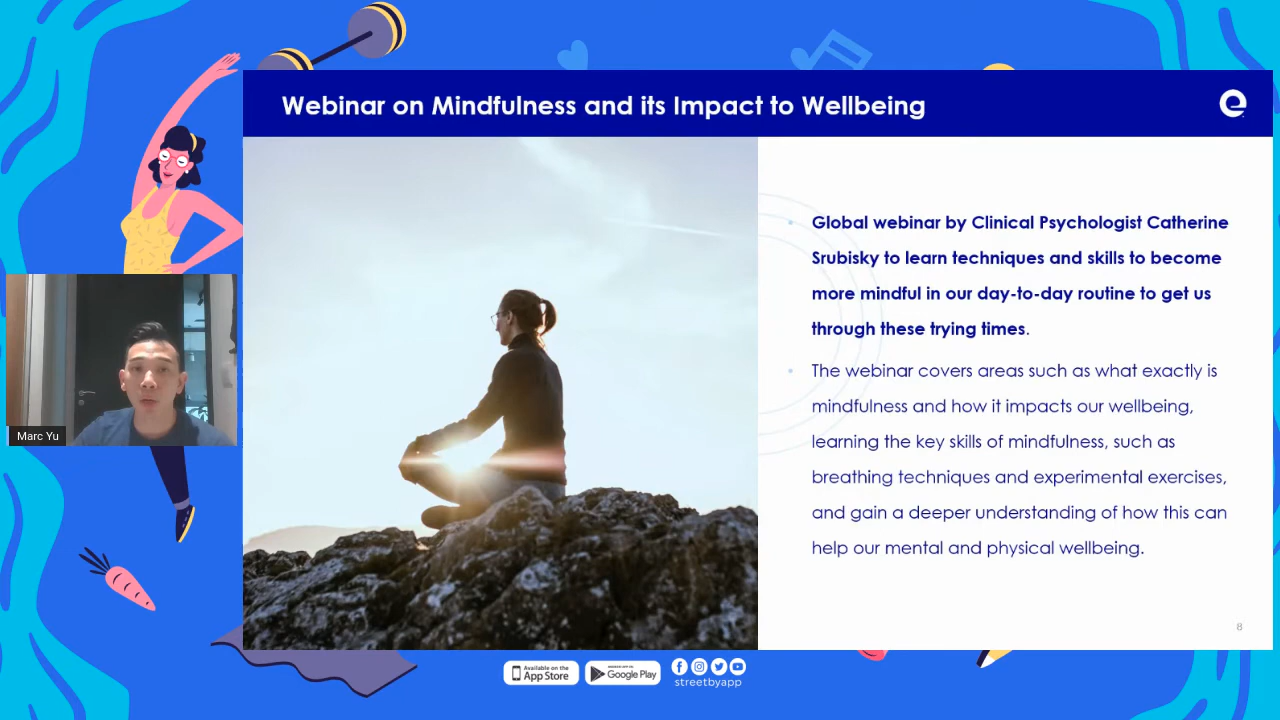 Webinar on Mindfulness and its Impact to Wellbeing
Global webinar by Clinical Psychologist Catherine
Srubisky to learn techniques and skills to become
more mindful in our day-to-day routine to get us
through these trying times.
The webinar covers areas such as what exactly is
mindfulness and how it impacts our wellbeing,
learning the key skills of mindfulness, such as
breathing techniques and experimental exercises,
and gain a deeper understanding of how this can
help our mental and physical wellbeing.
8
Marc Yu
Available on the
App Store
Google Play
streetbyapp